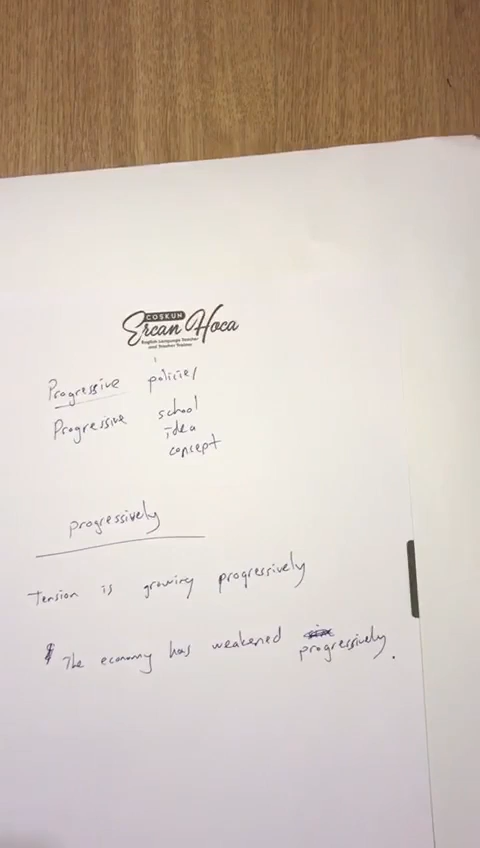 COŞKUN
Ercan Hoca
English Language Teacher
and Teacher Trainer
Progressive policies
Progressive school
idea
concept
progressively
Tension is growing progressively
The economy has weakened progressively.